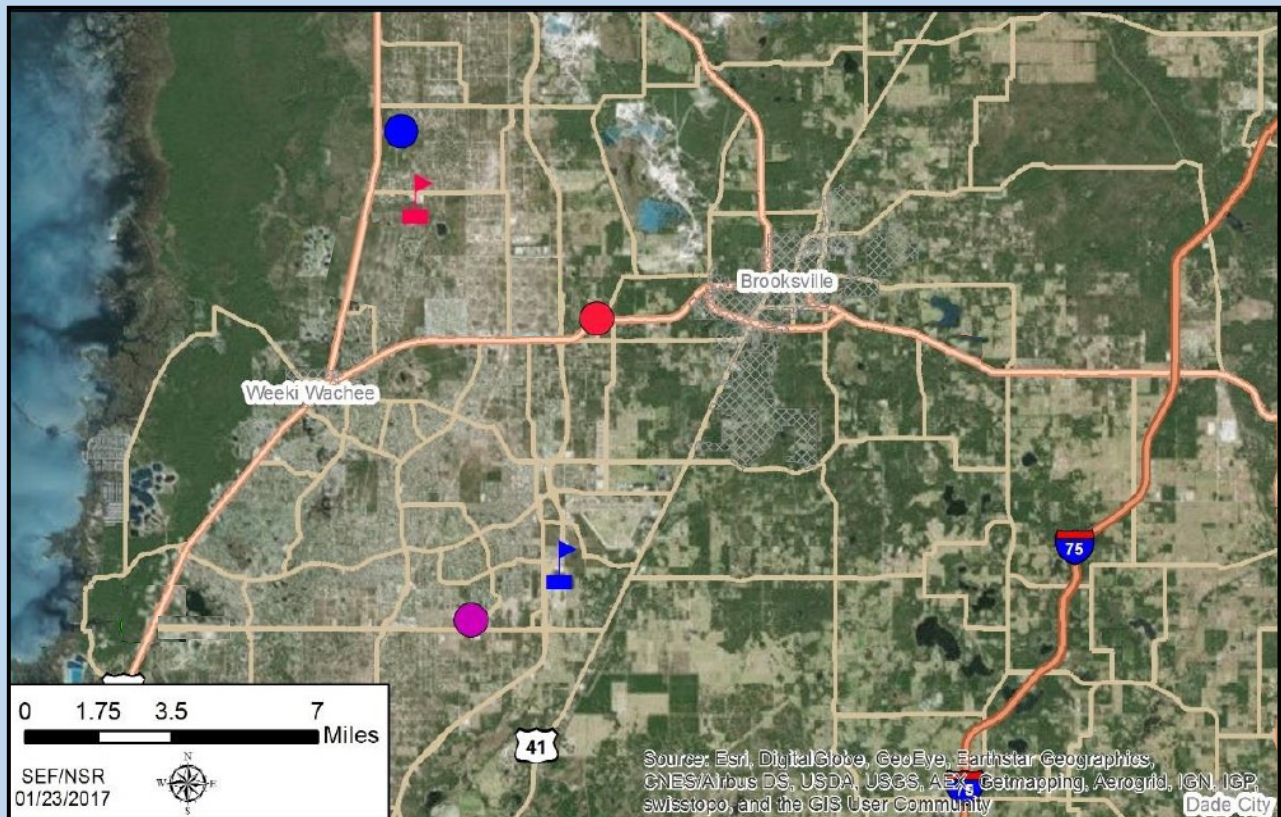 Brooksville
Weeki Wachee
75
0 1.75 3.5 7
Miles
N
W E
S
SEF/NSR
01/23/2017
41
Source: Esri, DigitalGlobe, GeoEye, Earthstar Geographics,
CNES/Airbus DS, USDA, USGS, AEX, Getmapping, Aerogrid, IGN, IGP,
swisstopo, and the GIS User Community
75
Dade City